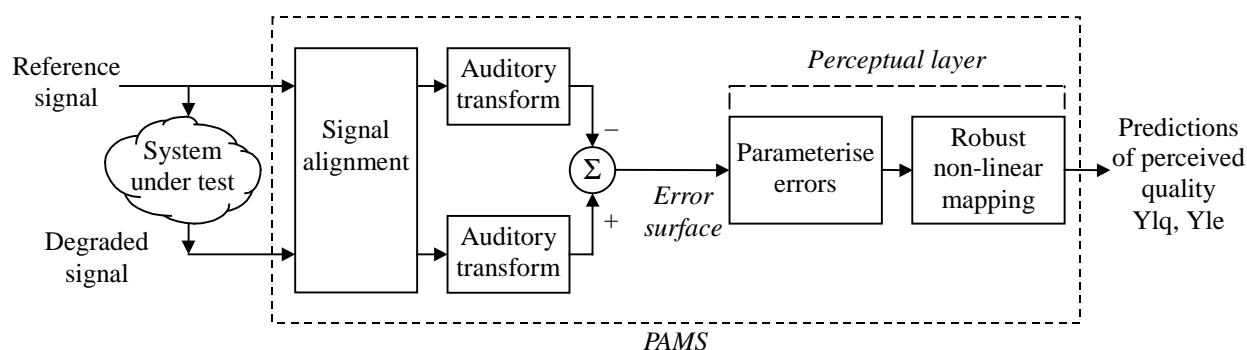 Reference
signal
System
under test
Degraded
signal
Signal
alignment
Auditory
transform
Auditory
transform
−
Σ
+
Error
surface
Perceptual layer
Parameterise
errors
Robust
non-linear
mapping
Predictions
of perceived
quality
Ylq, Yle
PAMS